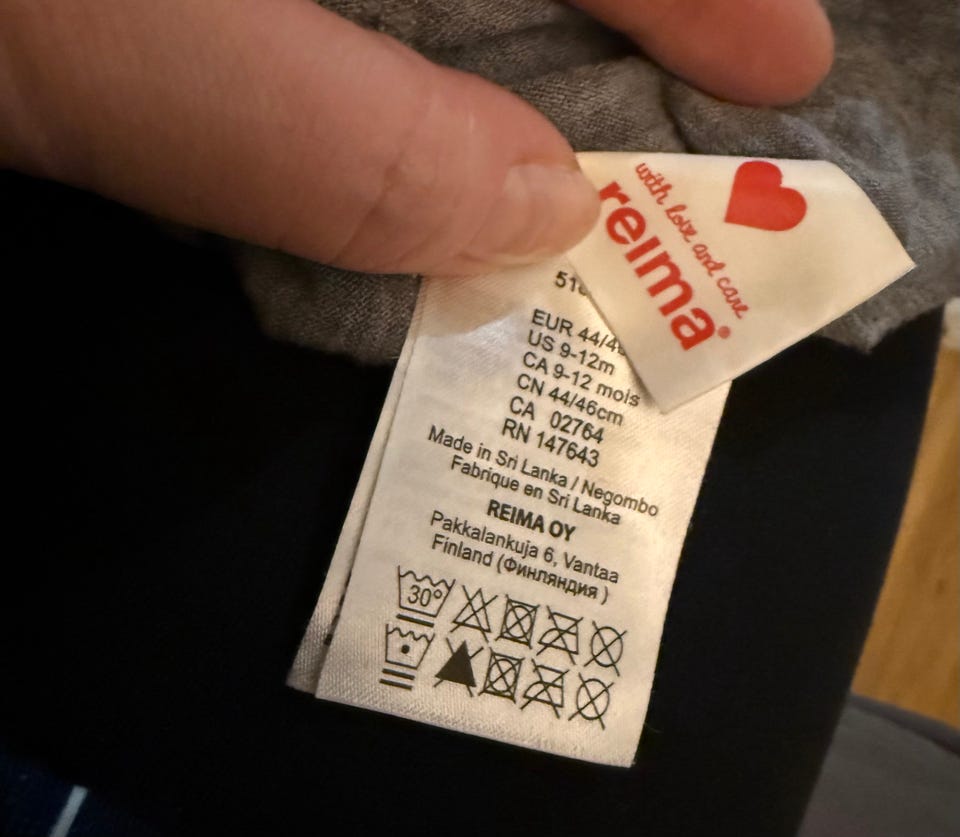 with love and care
reima®
EUR 44/4
US 9-12m
CA 9-12 mois
CN 44/46cm
CA 02764
RN 147643
Made in Sri Lanka / Negombo
Fabrique en Sri Lanka
REIMA OY
Pakkalankuja 6, Vantaa
Finland (Финляндия )
30°